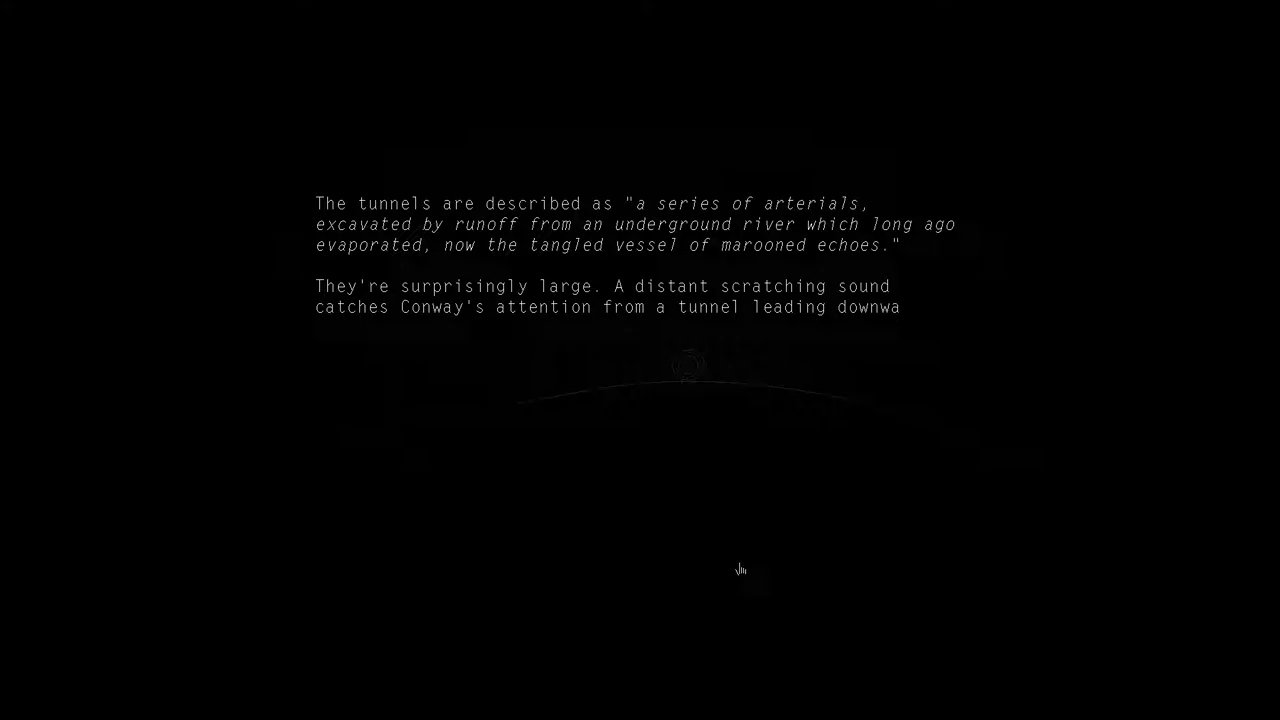 The tunnels are described as "a series of arterials,
excavated by runoff from an underground river which long ago
evaporated, now the tangled vessel of marooned echoes."
They're surprisingly large. A distant scratching sound
catches Conway's attention from a tunnel leading downwa